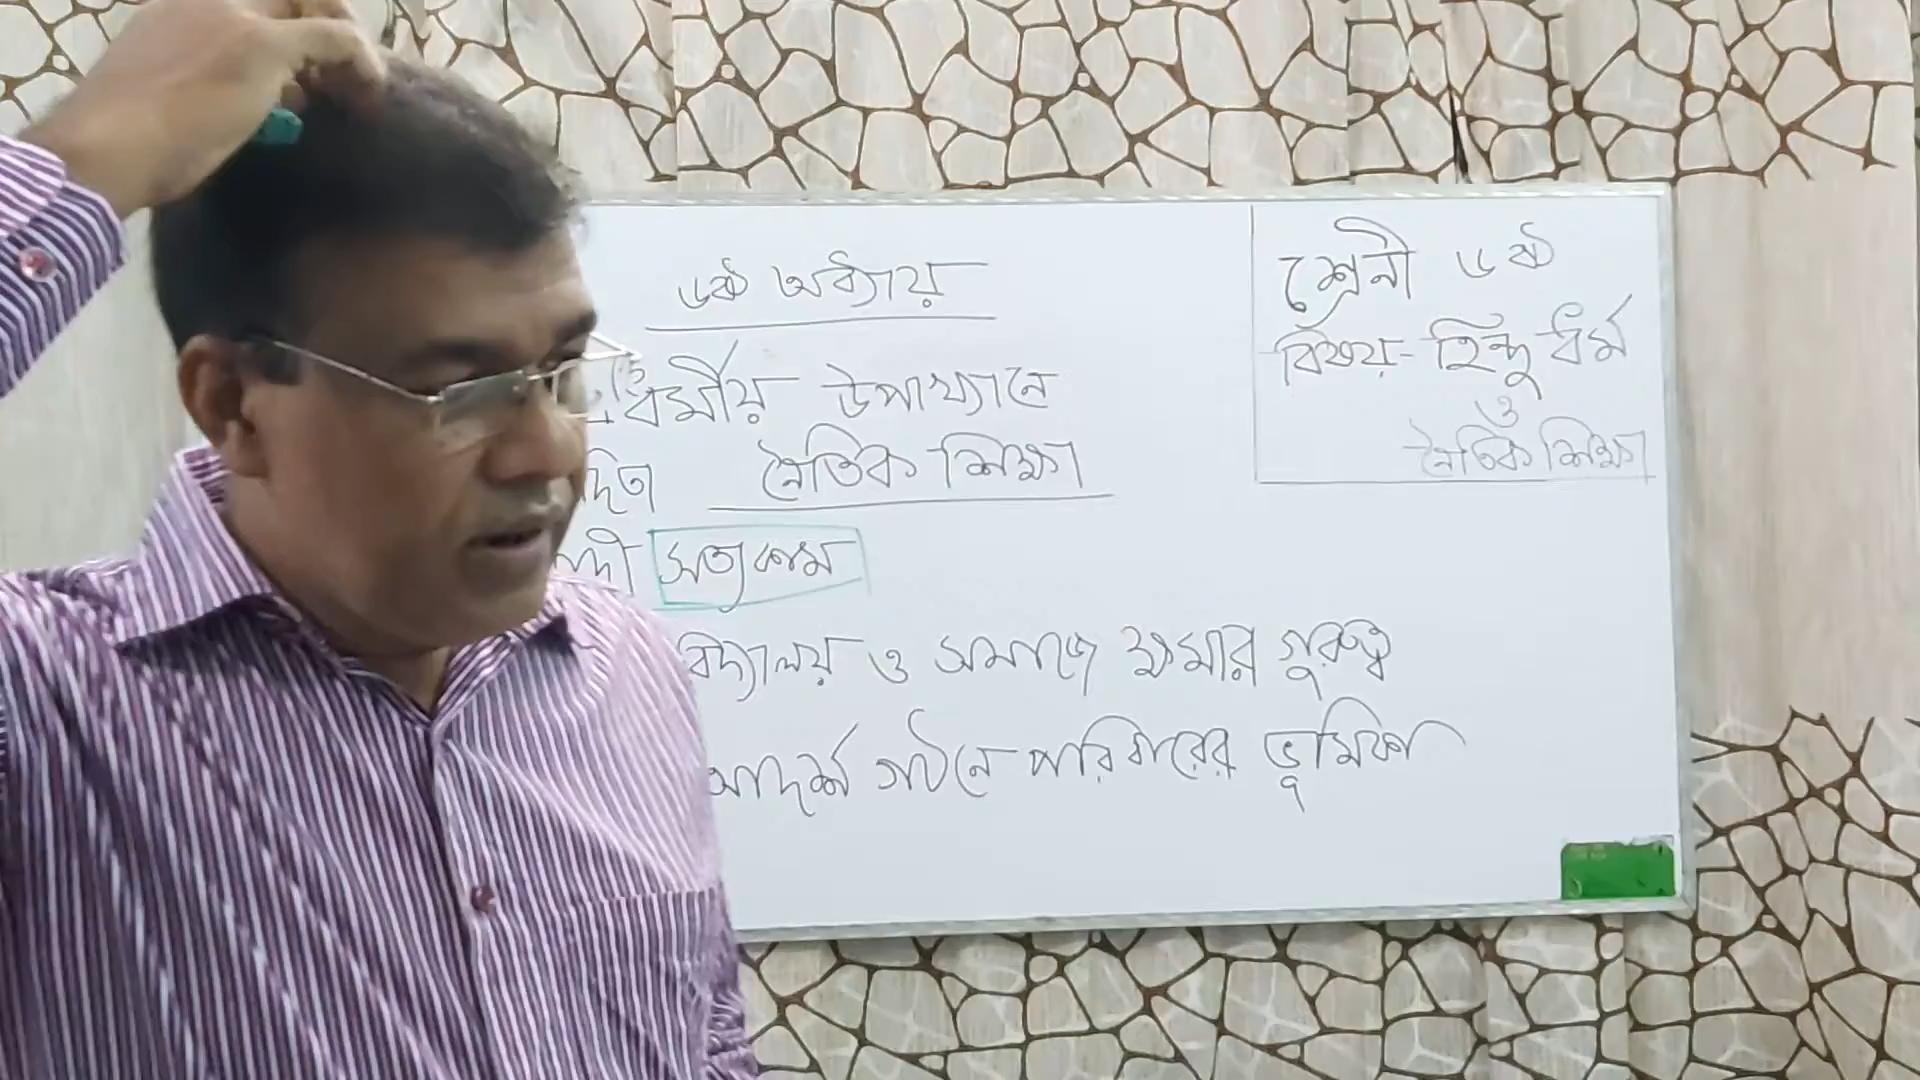 ৬ষ্ঠ অধ্যায়
ধর্মীয় উপাখ্যানে
নৈতিক শিক্ষা
সত্যকাম
বিদ্যালয় ও সমাজে ক্ষমার গুরুত্ব
আদর্শ গঠনে পরিবারের ভূমিকা
শ্রেনী ৬ষ্ঠ
বিষয়- হিন্দু ধর্ম
ও
নৈতিক শিক্ষা